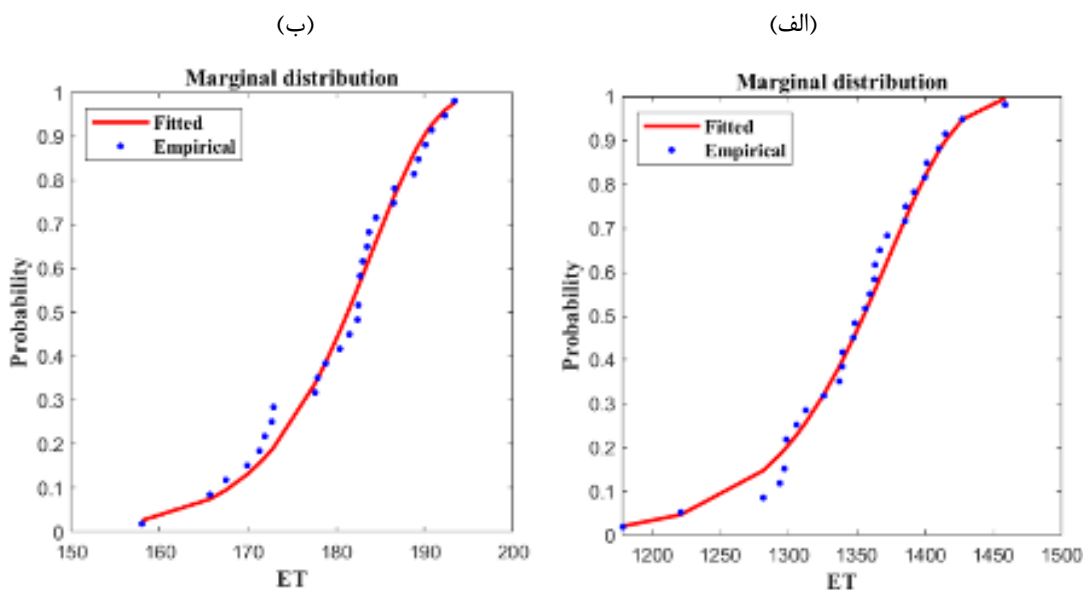 (ب)
Marginal distribution
Fitted
Empirical
Probability
1
0.9
0.8
0.7
0.6
0.5
0.4
0.3
0.2
0.1
0
150 160 170 180 190 200
ET
(الف)
Marginal distribution
Fitted
Empirical
Probability
1
0.9
0.8
0.7
0.6
0.5
0.4
0.3
0.2
0.1
0
1200 1250 1300 1350 1400 1450 1500
ET